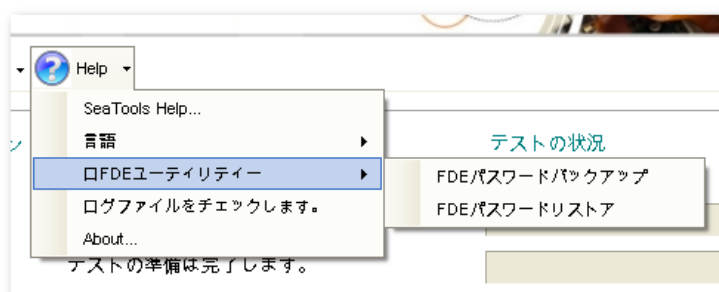 Help
SeaTools Help...
言語
ロFDEユーティリティー
ログファイルをチェックします。
About...
FDEパスワードバックアップ
FDEパスワードリストア
テストの状況
テストの準備は完了します。